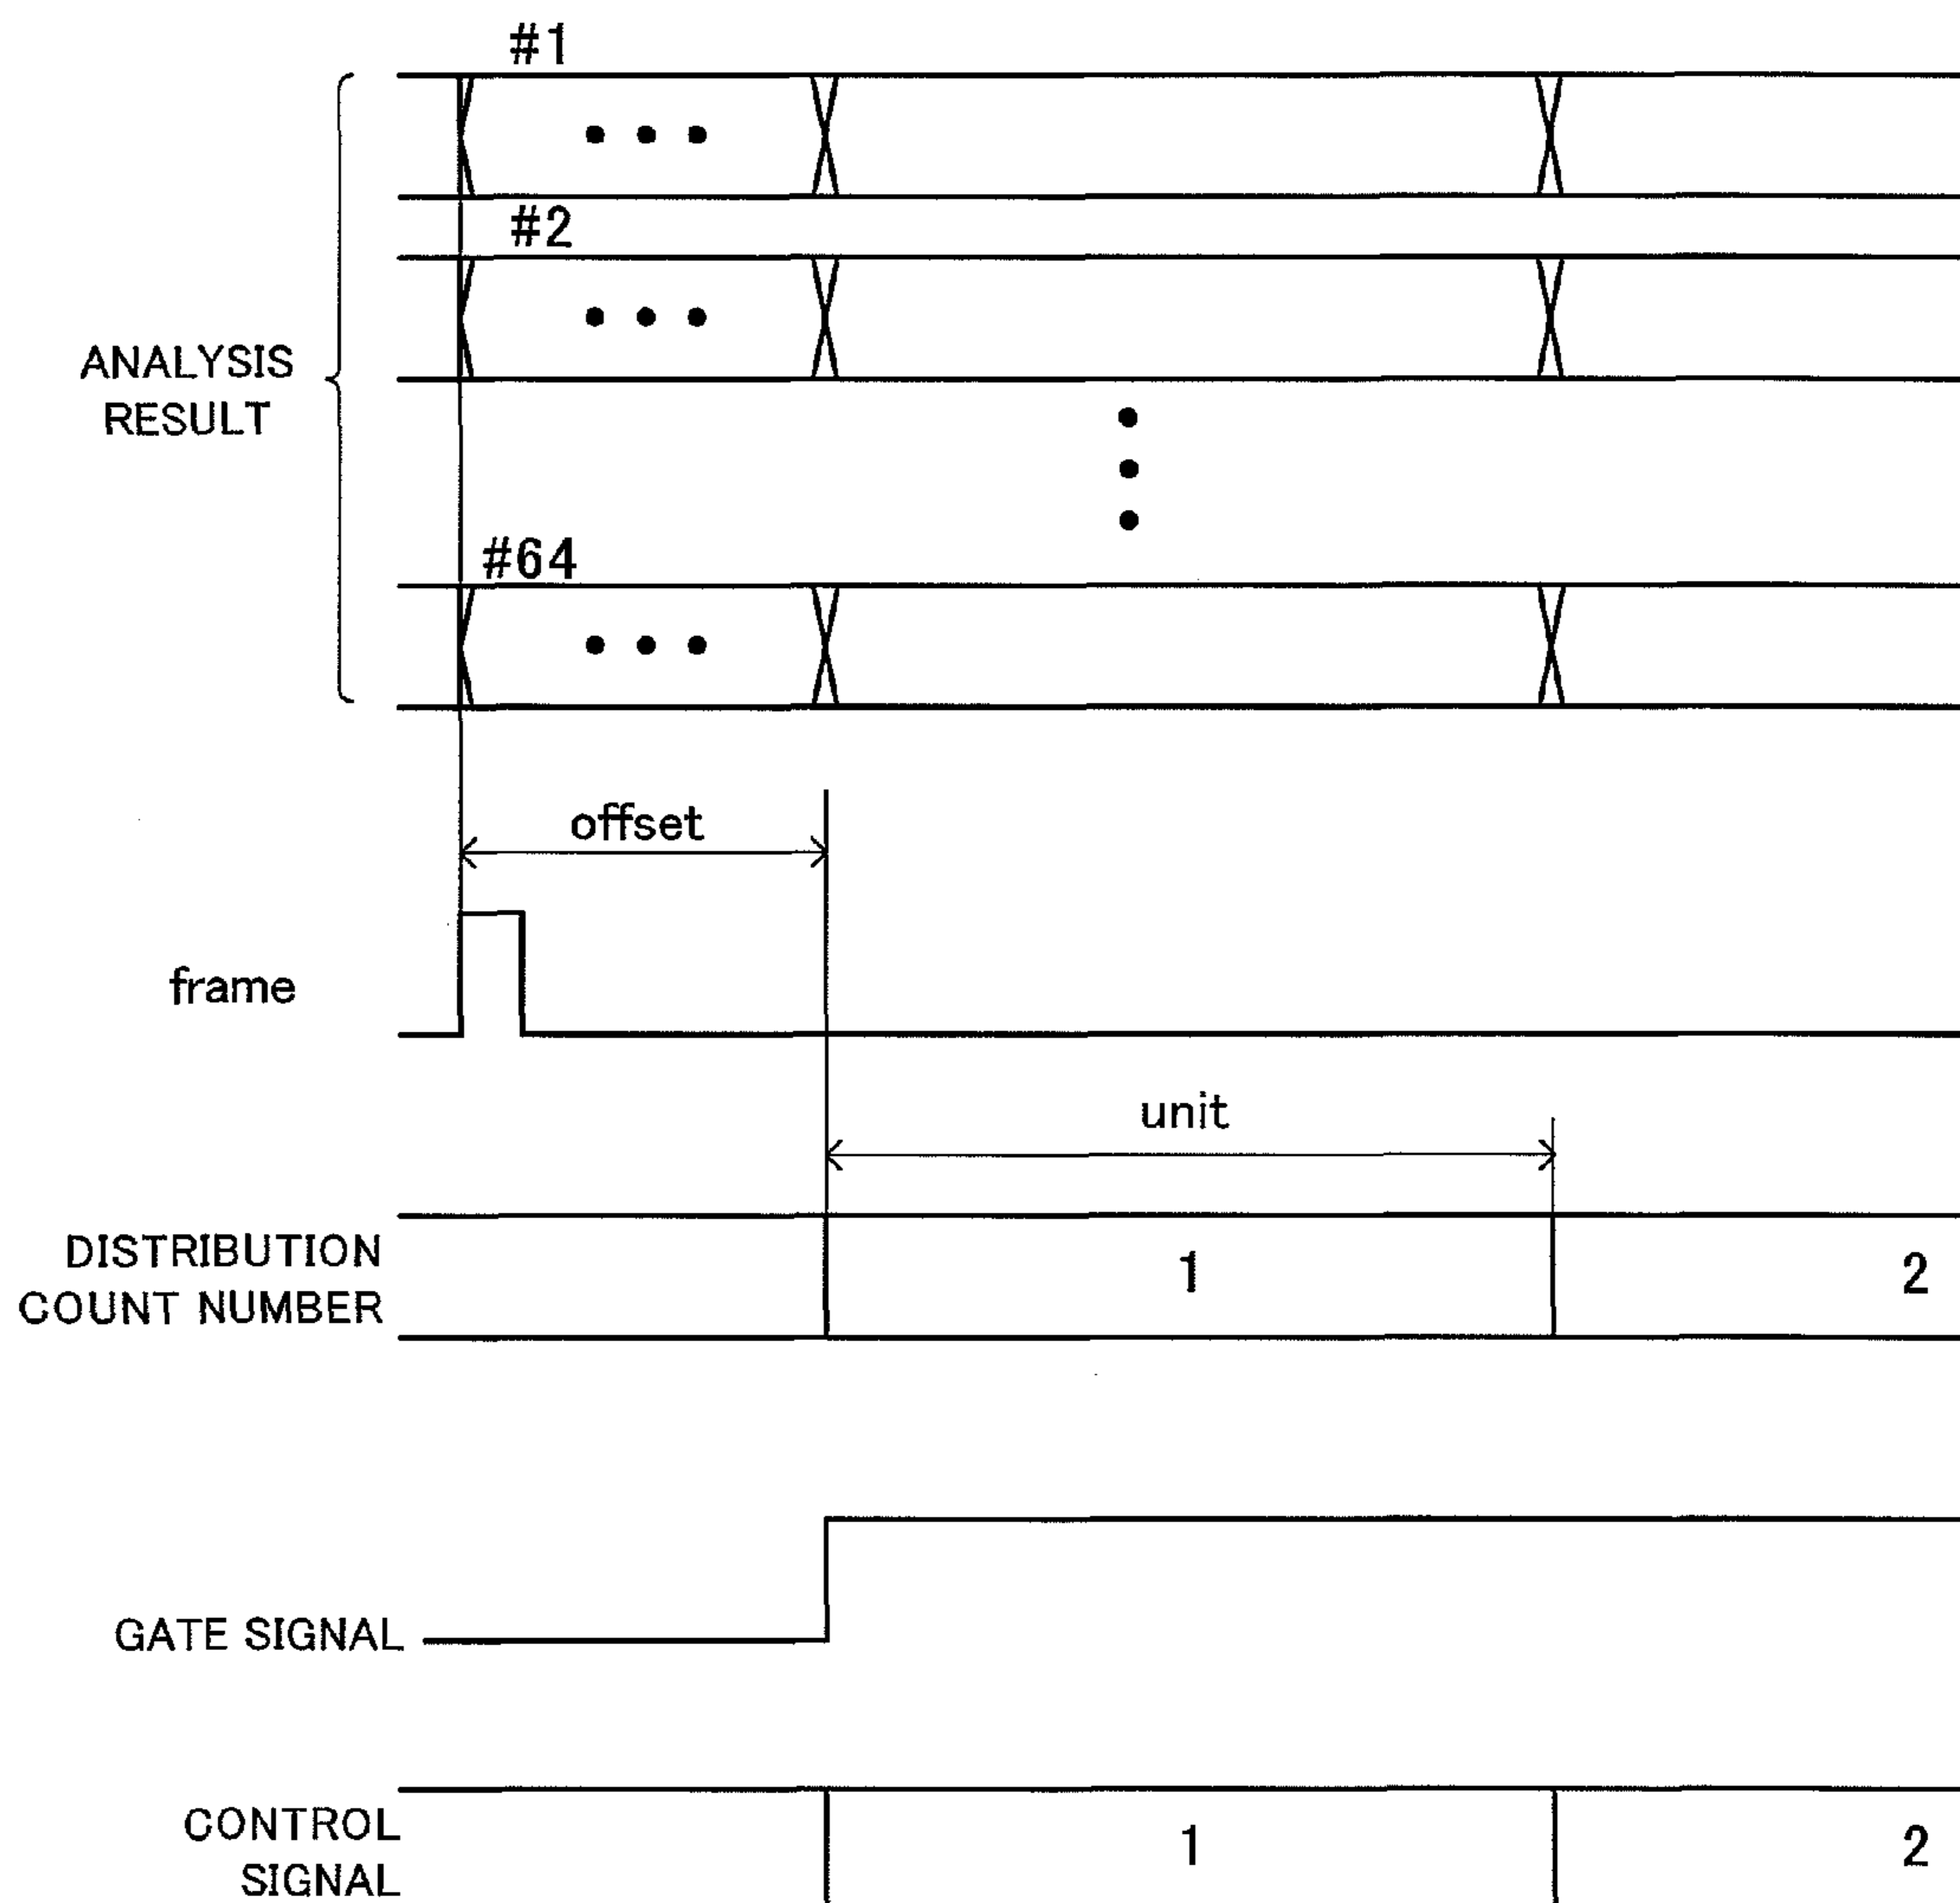 #1
#2
ANALYSIS
RESULT
#64
offset
frame
unit
DISTRIBUTION
COUNT NUMBER
1
2
GATE SIGNAL
CONTROL
SIGNAL
1
2